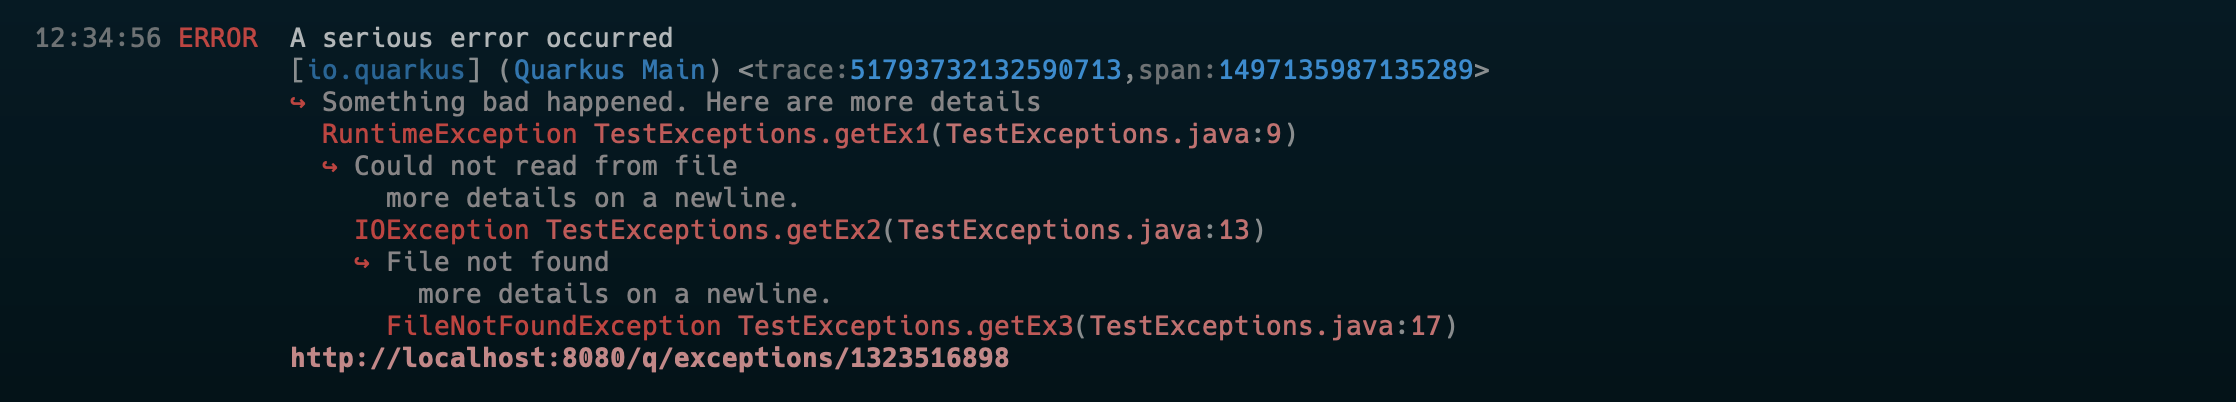 12:34:56 ERROR A serious error occurred
[io.quarkus] (Quarkus Main) <trace:51793732132590713,span:1497135987135289>
↪ Something bad happened. Here are more details
RuntimeException TestExceptions.getEx1(TestExceptions.java:9)
↪ Could not read from file
more details on a newline.
IOException TestExceptions.getEx2(TestExceptions.java:13)
↪ File not found
more details on a newline.
FileNotFoundException TestExceptions.getEx3(TestExceptions.java:17)
http://localhost:8080/q/exceptions/1323516898